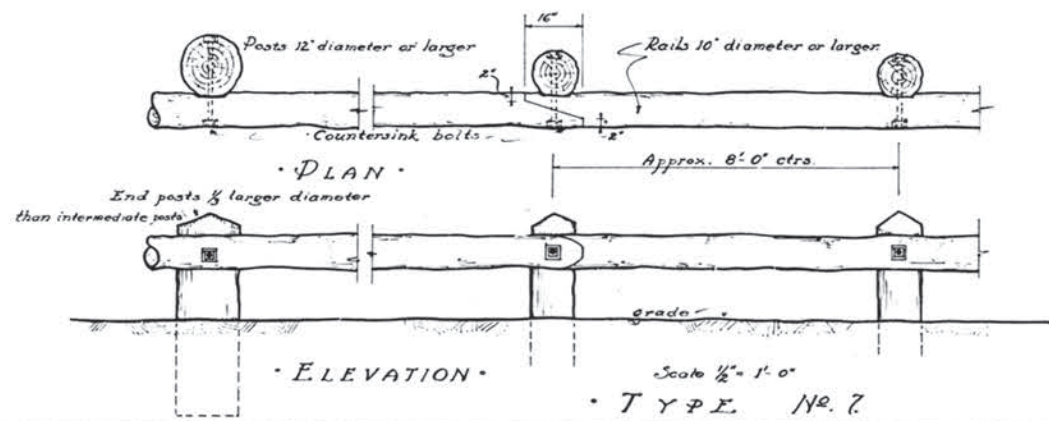 16"
Posts 12" diameter or larger
Rails 10" diameter or larger.
2"
Countersink bolts
2"
• PLAN •
Approx. 8'-0" ctrs.
End posts ⅓ larger diameter
than intermediate posts
grade
• ELEVATION •
Scale ½" = 1'-0"
• TYPE No. 7.